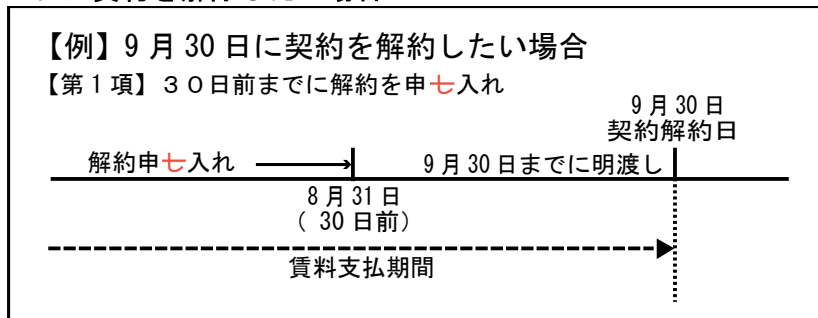 【例】9月30日に契約を解約したい場合
【第1項】30日前までに解約を申し入れ
9月30日
契約解約日
解約申し入れ
9月30日までに明渡し
8月31日
(30日前)
賃料支払期間